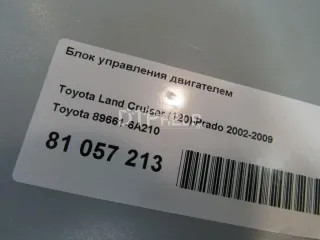 Блок управления двигателем
Toyota Land Cruiser (120)-Prado 2002-2009
Toyota 89661-6A210
81 057 213